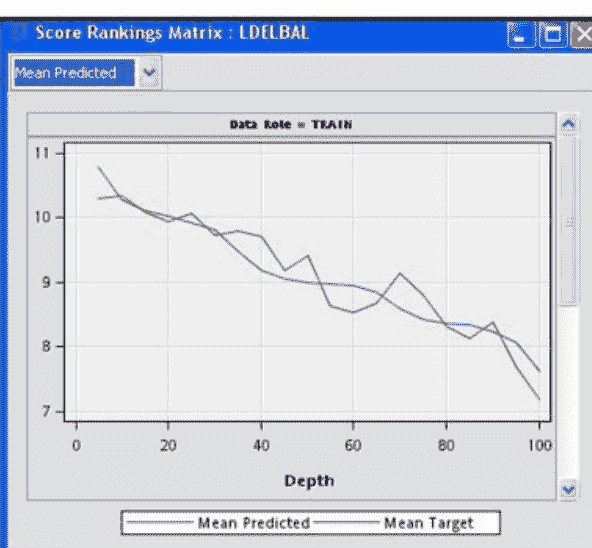 Score Rankings Matrix : LDELBAL
Mean Predicted
Data Role = TRAIN
11
10
9
8
7
0 20 40 60 80 100
Depth
Mean Predicted Mean Target